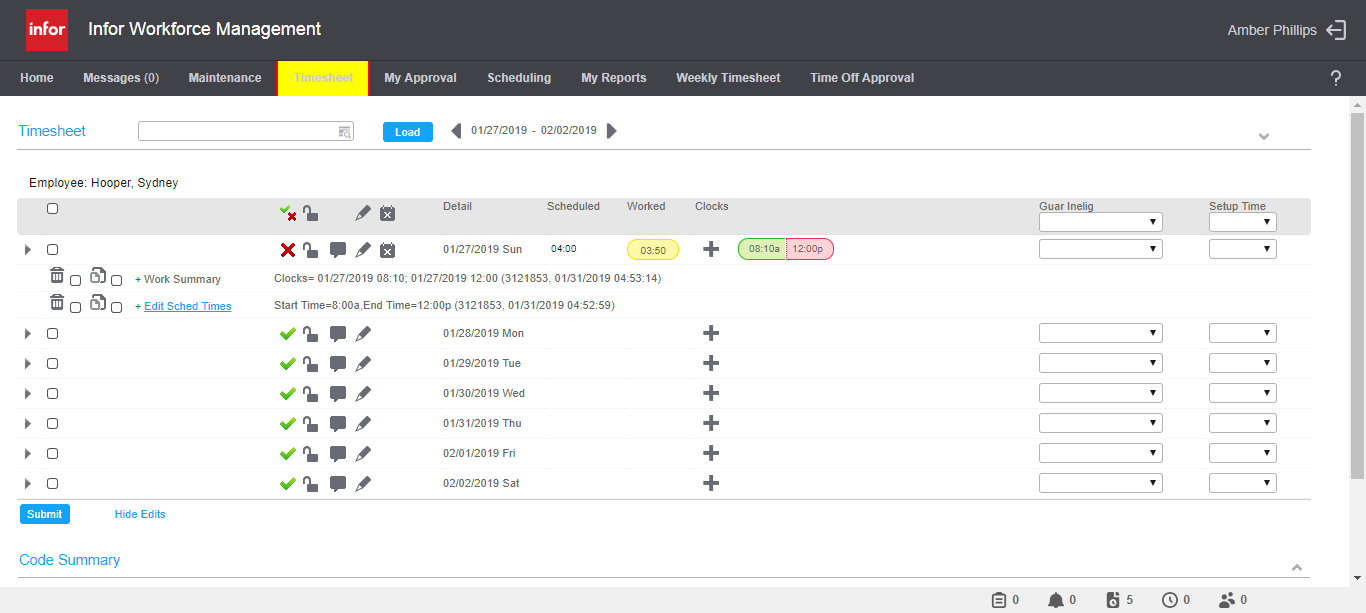 infor Infor Workforce Management Amber Phillips
Home Messages (0) Maintenance Timesheet My Approval Scheduling My Reports Weekly Timesheet Time Off Approval ?
Timesheet Load 01/27/2019 - 02/02/2019
Employee: Hooper, Sydney
Detail Scheduled Worked Clocks Guar Inelig Setup Time
01/27/2019 Sun 04:00 03:50 08:10a 12:00p
+ Work Summary Clocks= 01/27/2019 08:10; 01/27/2019 12:00 (3121853, 01/31/2019 04:53:14)
+ Edit Sched Times Start Time=8:00a,End Time=12:00p (3121853, 01/31/2019 04:52:59)
01/28/2019 Mon
01/29/2019 Tue
01/30/2019 Wed
01/31/2019 Thu
02/01/2019 Fri
02/02/2019 Sat
Submit Hide Edits
Code Summary
0 0 5 0 0